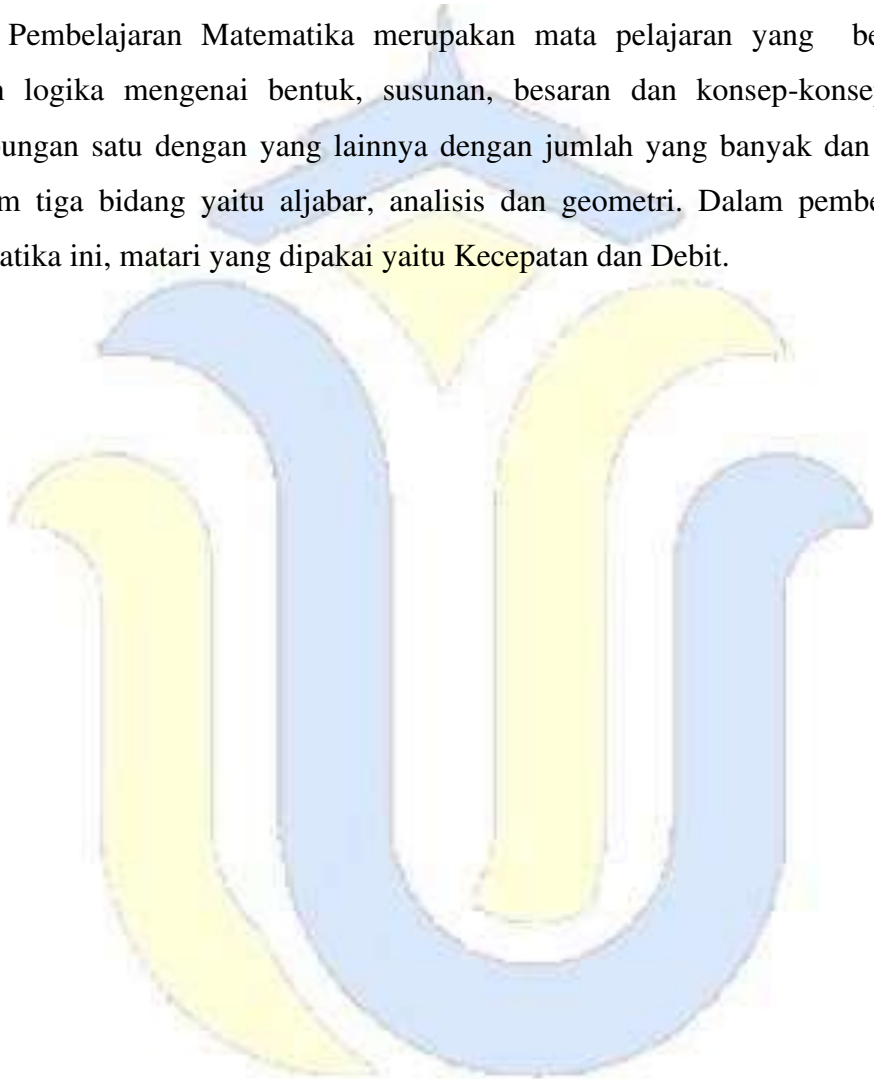 Pembelajaran Matematika merupakan mata pelajaran yang be
logika mengenai bentuk, susunan, besaran dan konsep-konsep
ungan satu dengan yang lainnya dengan jumlah yang banyak dan
m tiga bidang yaitu aljabar, analisis dan geometri. Dalam pembe
atika ini, matari yang dipakai yaitu Kecepatan dan Debit.